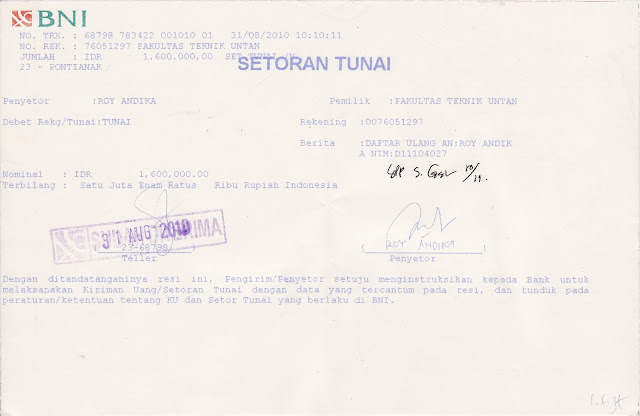 BNI
NO. TRX. : 68798 783422 001010 01 31/08/2010 10:10:11
NO. REK. : 76051297 FAKULTAS TEKNIK UNTAN
JUMLAH : IDR 1.600.000,00 SET TUNAI
23 - PONTIANAK
SETORAN TUNAI
Penyetor :ROY ANDIKA Pemilik :FAKULTAS TEKNIK UNTAN
Debet Rekg/Tunai:TUNAI Rekening :0076051297
Berita :DAFTAR ULANG AN:ROY ANDIK
A NIM:D11104027
Nominal : IDR 1,600,000.00
Terbilang : Satu Juta Enam Ratus Ribu Rupiah Indonesia
31 AUG 2010
23-68798
Teller
ROY ANDIKA
Penyetor
Dengan ditandatanganinya resi ini, Pengirim/Penyetor setuju menginstruksikan kepada Bank untuk
melaksanakan Kiriman Uang/Setoran Tunai dengan data yang tercantum pada resi, dan tunduk pada
peraturan/ketentuan tentang KU dan Setor Tunai yang berlaku di BNI.